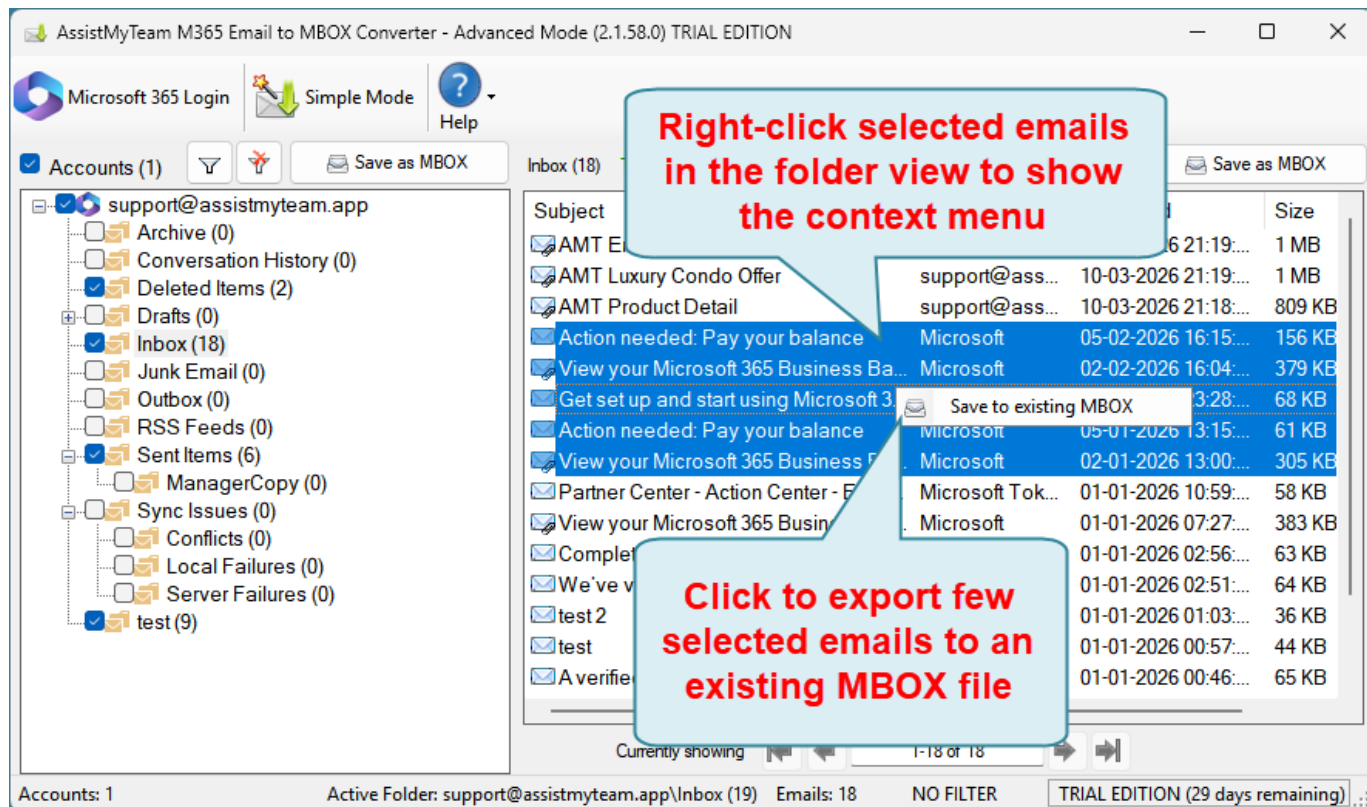 AssistMyTeam M365 Email to MBOX Converter - Advanced Mode (2.1.58.0) TRIAL EDITION
Microsoft 365 Login
Simple Mode
Help
Right-click selected emails
in the folder view to show
the context menu
Accounts (1)
Save as MBOX
Inbox (18)
Save as MBOX
support@assistmyteam.app
Archive (0)
Conversation History (0)
Deleted Items (2)
Drafts (0)
Inbox (18)
Junk Email (0)
Outbox (0)
RSS Feeds (0)
Sent Items (6)
ManagerCopy (0)
Sync Issues (0)
Conflicts (0)
Local Failures (0)
Server Failures (0)
test (9)
Subject Size
AMT 6 21:19:... 1 MB
AMT Luxury Condo Offer support@ass... 10-03-2026 21:19:... 1 MB
AMT Product Detail support@ass... 10-03-2026 21:18:... 809 KB
Action needed: Pay your balance Microsoft 05-02-2026 16:15:... 156 KB
View your Microsoft 365 Business Ba... Microsoft 02-02-2026 16:04:... 379 KB
Get set up and start using Microsoft 3 3:28:... 68 KB
Save to existing MBOX
Action needed: Pay your balance Microsoft 05-01-2026 13:15:... 61 KB
View your Microsoft 365 Business Microsoft 02-01-2026 13:00:... 305 KB
Partner Center - Action Center - Microsoft Tok... 01-01-2026 10:59:... 58 KB
View your Microsoft 365 Microsoft 01-01-2026 07:27:... 383 KB
01-01-2026 02:56:... 63 KB
We've 01-01-2026 02:51:... 64 KB
test 2 01-01-2026 01:03:... 36 KB
test 01-01-2026 00:57:... 44 KB
A 01-01-2026 00:46:... 65 KB
Click to export few
selected emails to an
existing MBOX file
Currently showing 1-18 of 18
Accounts: 1 Active Folder: support@assistmyteam.app\Inbox (19) Emails: 18 NO FILTER TRIAL EDITION (29 days remaining)